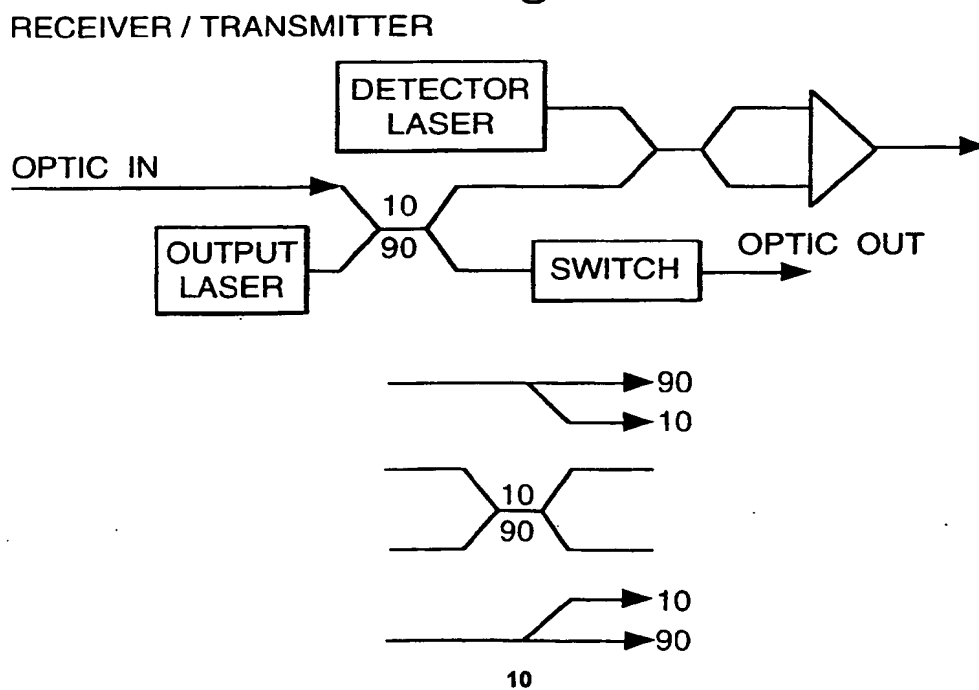 RECEIVER / TRANSMITTER
DETECTOR
LASER
OPTIC IN
10
90
OUTPUT
LASER
SWITCH
OPTIC OUT
90
10
10
90
10
90
10